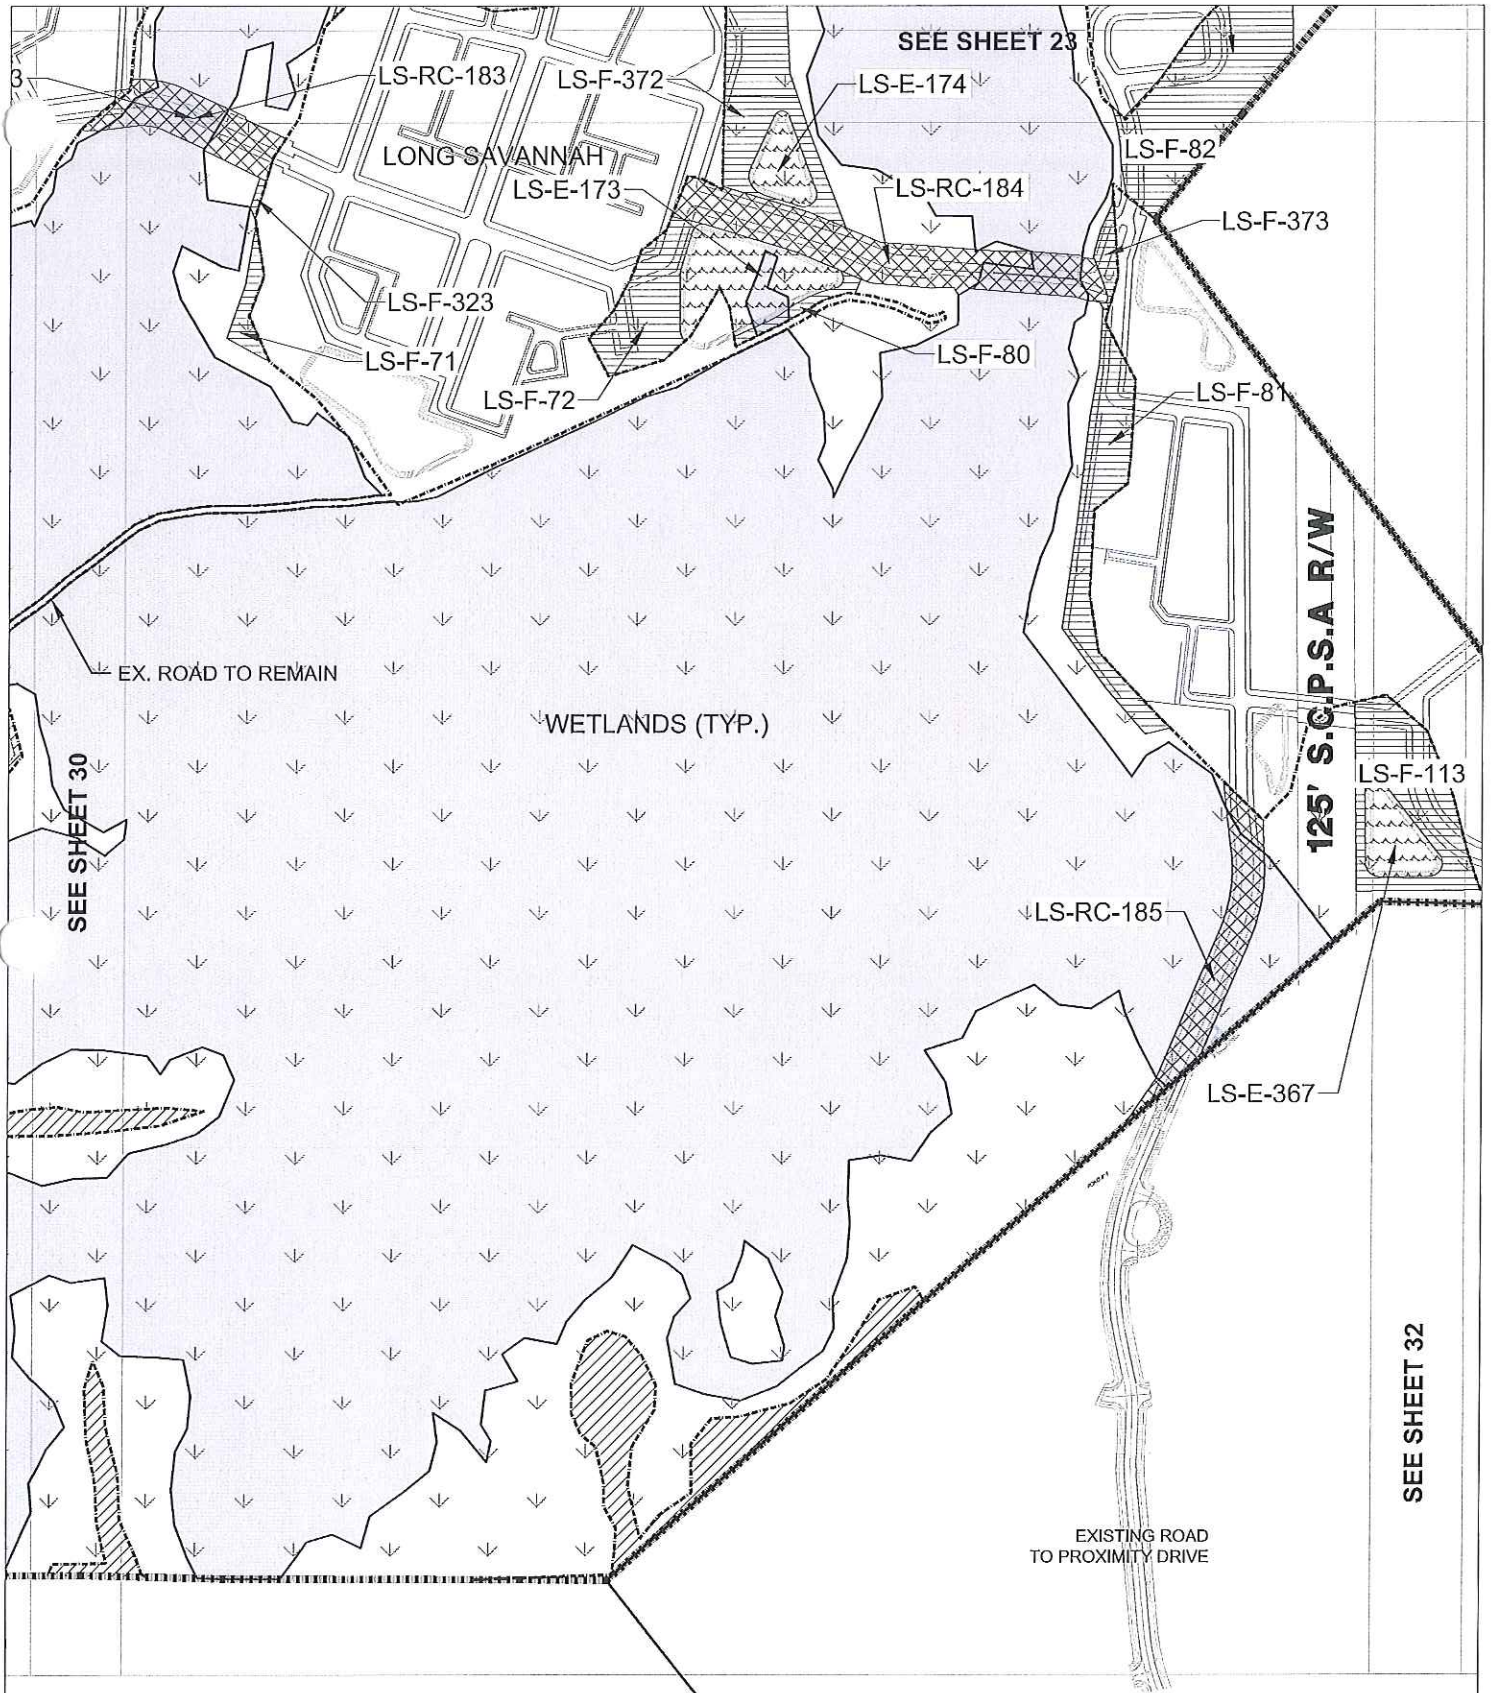 SEE SHEET 23
3
LS-RC-183
LS-F-372
LS-E-174
LONG SAVANNAH
LS-F-82
LS-E-173
LS-RC-184
LS-F-373
LS-F-323
LS-F-71
LS-F-80
LS-F-72
LS-F-81
125' S.C.P.S.A R/W
EX. ROAD TO REMAIN
WETLANDS (TYP.)
SEE SHEET 30
LS-F-113
LS-RC-185
LS-E-367
SEE SHEET 32
EXISTING ROAD
TO PROXIMITY DRIVE